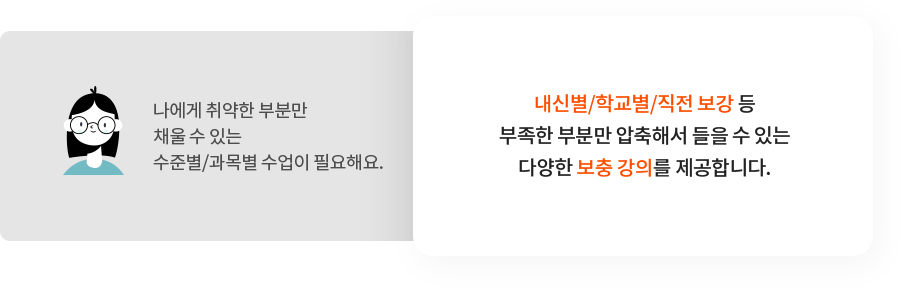 나에게 취약한 부분만
채울 수 있는
수준별/과목별 수업이 필요해요.
내신별/학교별/직전 보강 등
부족한 부분만 압축해서 들을 수 있는
다양한 보충 강의를 제공합니다.